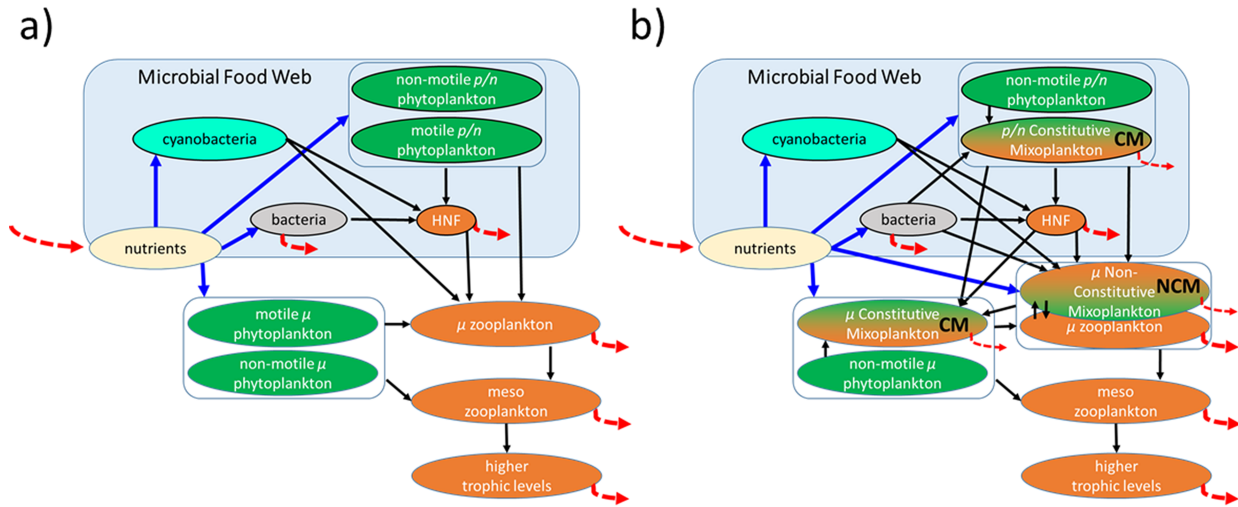 a)
Microbial Food Web
non-motile p/n
phytoplankton
cyanobacteria
motile p/n
phytoplankton
bacteria
HNF
nutrients
motile μ
phytoplankton
μ zooplankton
non-motile μ
phytoplankton
meso
zooplankton
higher
trophic levels
b)
Microbial Food Web
non-motile p/n
phytoplankton
cyanobacteria
p/n Constitutive
Mixoplankton
CM
bacteria
HNF
nutrients
μ Non-
Constitutive
Mixoplankton
NCM
μ Constitutive
Mixoplankton
CM
μ zooplankton
non-motile μ
phytoplankton
meso
zooplankton
higher
trophic levels